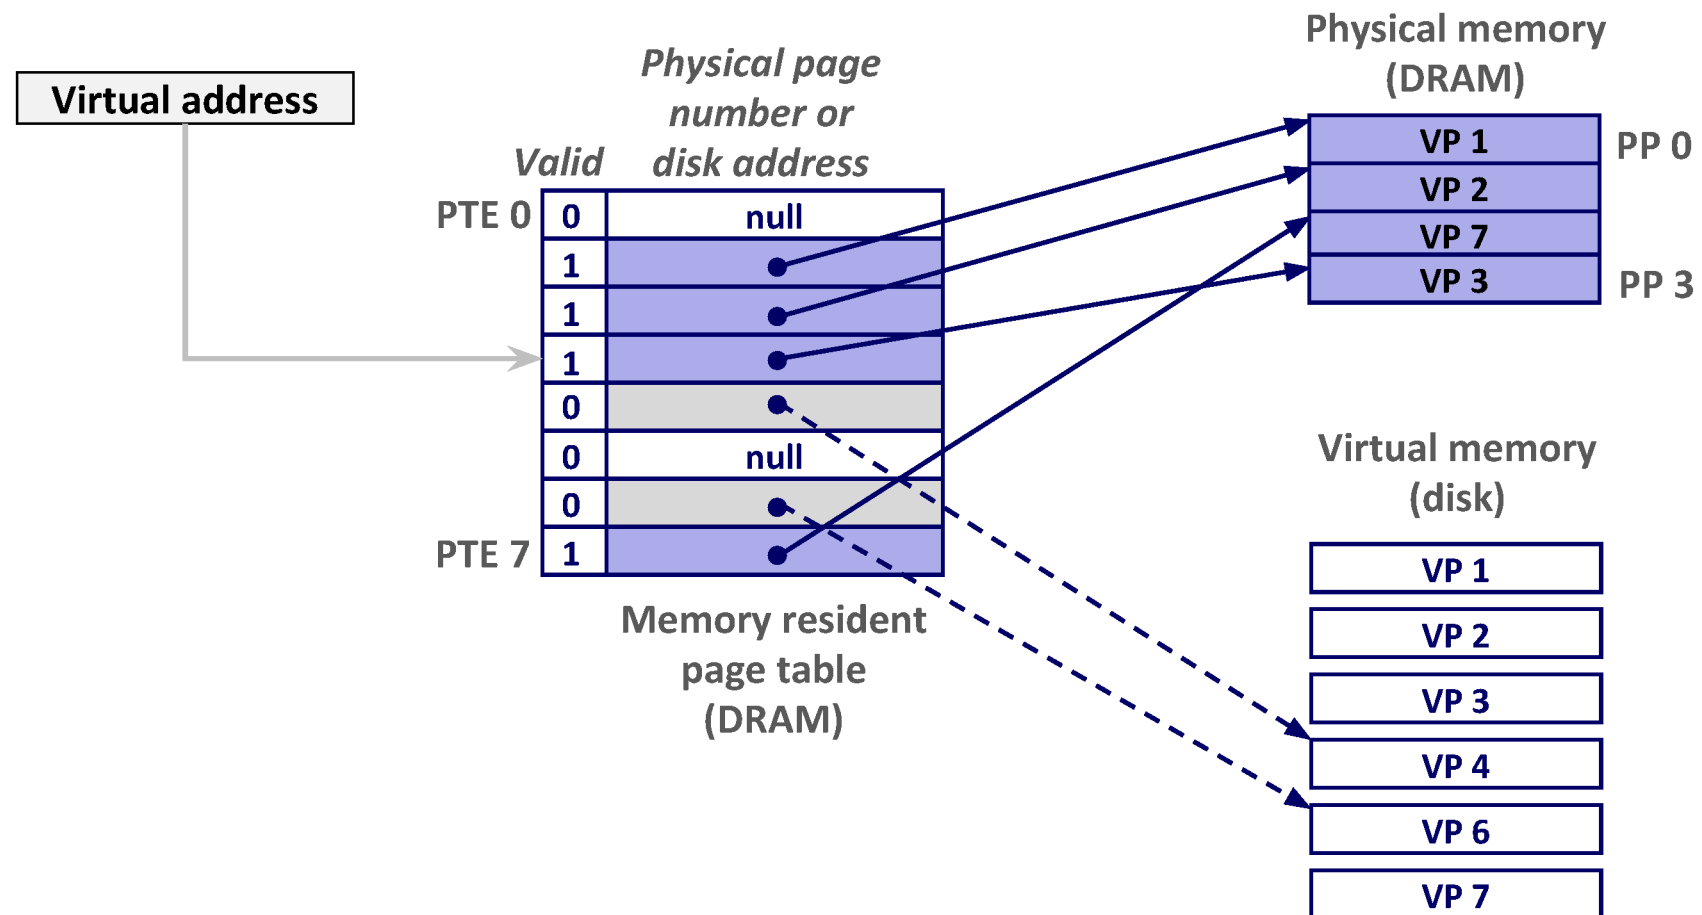 Virtual address
Physical page
number or
disk address
Valid
PTE 0
0
null
1
1
1
0
0
null
0
PTE 7
1
Memory resident
page table
(DRAM)
Physical memory
(DRAM)
VP 1
PP 0
VP 2
VP 7
VP 3
PP 3
Virtual memory
(disk)
VP 1
VP 2
VP 3
VP 4
VP 6
VP 7